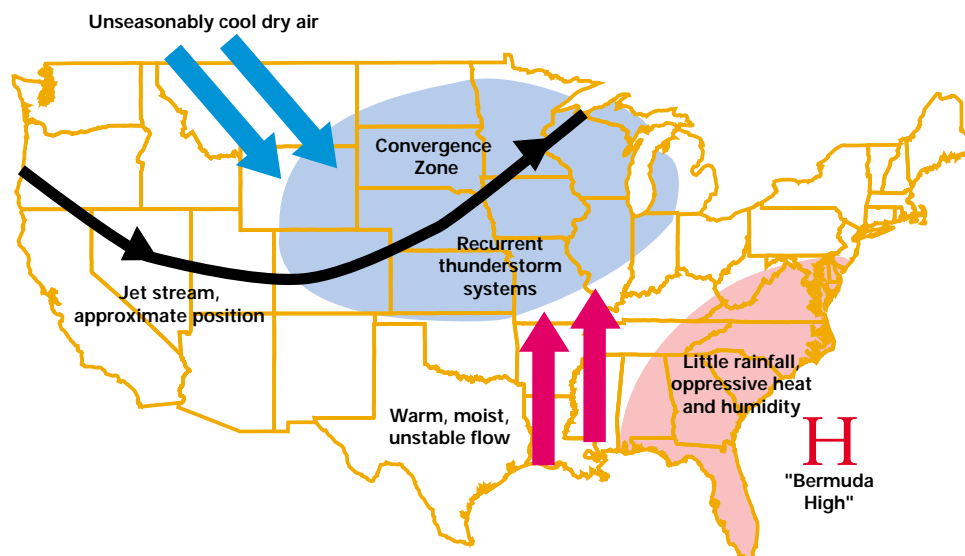 Unseasonably cool dry air
Convergence
Zone
Recurrent
thunderstorm
systems
Jet stream,
approximate position
Little rainfall,
oppressive heat
and humidity
Warm, moist,
unstable flow
H
"Bermuda
High"